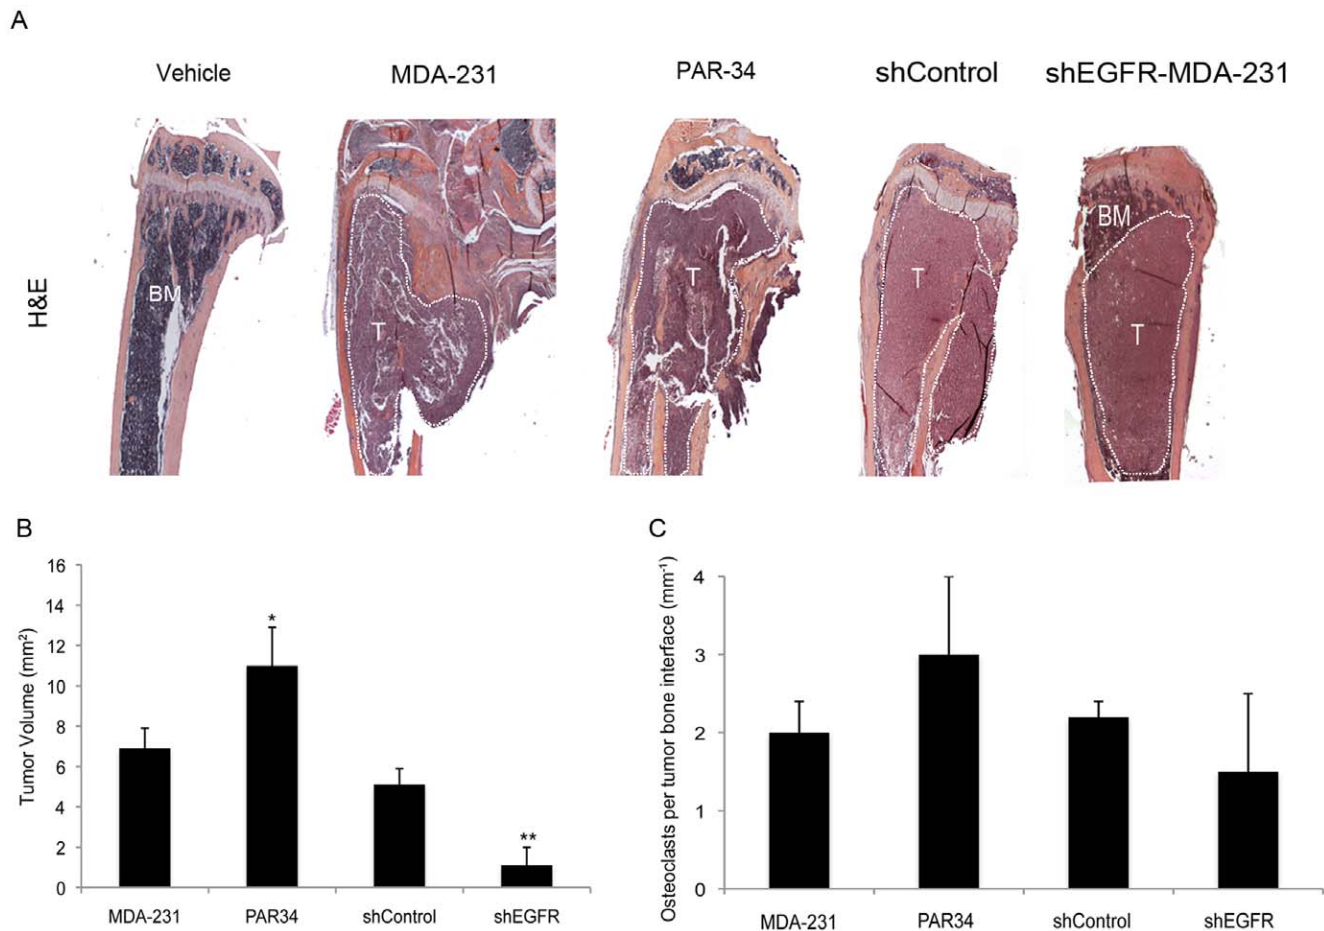 A
Vehicle
MDA-231
PAR-34
shControl
shEGFR-MDA-231
H&E
BM
T
T
T
BM
T
B
Tumor Volume (mm²)
16
14
12
10
8
6
4
2
0
*
**
MDA-231
PAR34
shControl
shEGFR
C
Osteoclasts per tumor bone interface (mm⁻¹)
4
3
2
1
0
MDA-231
PAR34
shControl
shEGFR